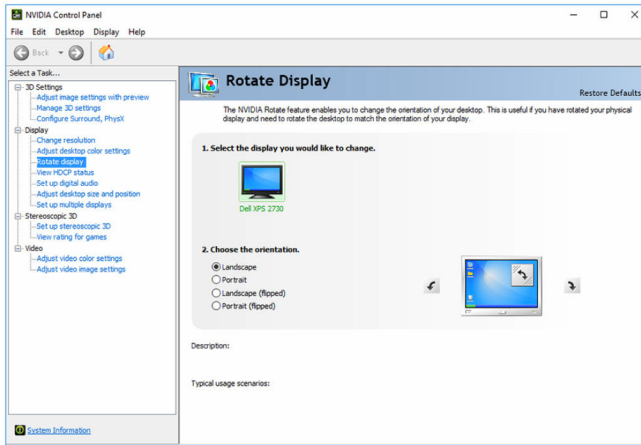 NVIDIA Control Panel
File Edit Desktop Display Help
Back
Select a Task...
3D Settings
Adjust image settings with preview
Manage 3D settings
Configure Surround, PhysX
Display
Change resolution
Adjust desktop color settings
Rotate display
View HDCP status
Set up digital audio
Adjust desktop size and position
Set up multiple displays
Stereoscopic 3D
Set up stereoscopic 3D
View rating for games
Video
Adjust video color settings
Adjust video image settings
System Information
Rotate Display
Restore Defaults
The NVIDIA Rotate feature enables you to change the orientation of your desktop. This is useful if you have rotated your physical
display and need to rotate the desktop to match the orientation of your display.
1. Select the display you would like to change.
Dell XPS 2730
2. Choose the orientation.
Landscape
Portrait
Landscape (flipped)
Portrait (flipped)
Description:
Typical usage scenarios: